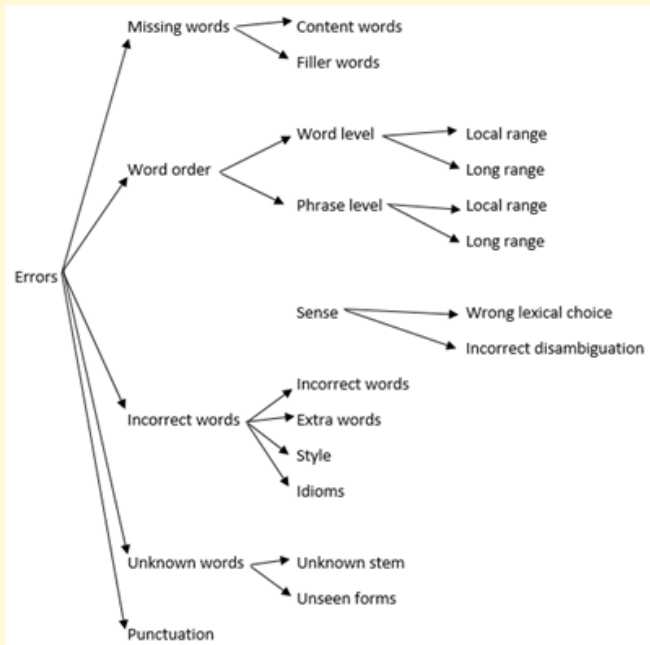 Missing words
Content words
Filler words
Word level
Local range
Word order
Long range
Phrase level
Local range
Long range
Errors
Sense
Wrong lexical choice
Incorrect disambiguation
Incorrect words
Incorrect words
Extra words
Style
Idioms
Unknown words
Unknown stem
Unseen forms
Punctuation